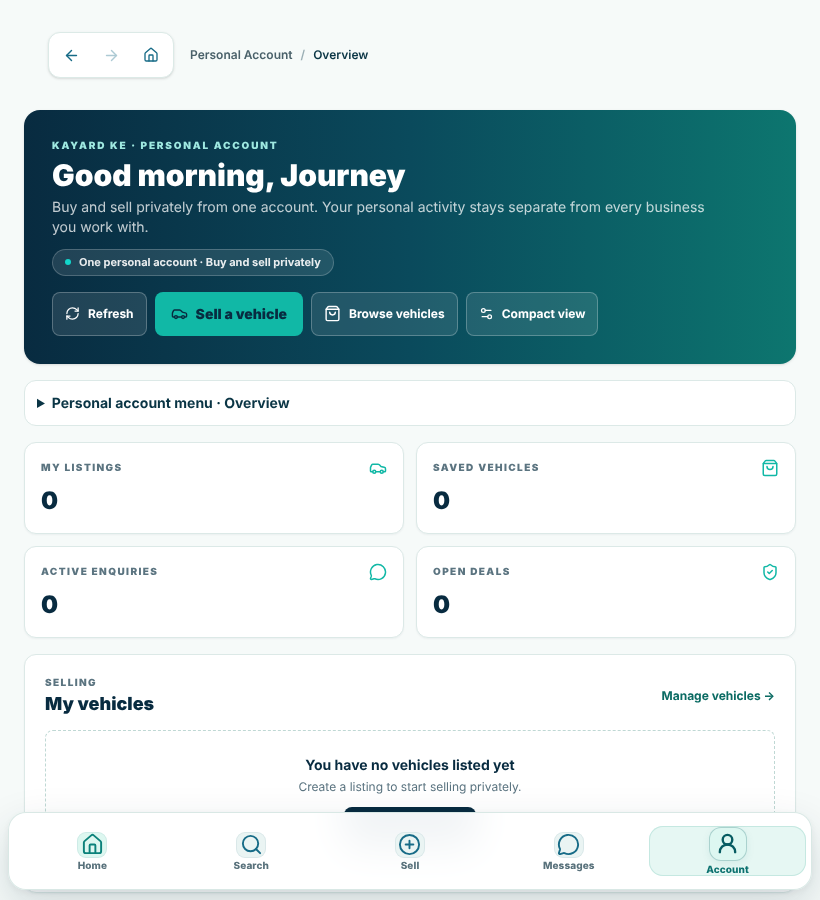 Personal Account / Overview
KAYARD KE · PERSONAL ACCOUNT
Good morning, Journey
Buy and sell privately from one account. Your personal activity stays separate from every business
you work with.
One personal account · Buy and sell privately
Refresh
Sell a vehicle
Browse vehicles
Compact view
Personal account menu · Overview
MY LISTINGS
0
SAVED VEHICLES
0
ACTIVE ENQUIRIES
0
OPEN DEALS
0
SELLING
My vehicles
Manage vehicles →
You have no vehicles listed yet
Create a listing to start selling privately.
Home
Search
Sell
Messages
Account